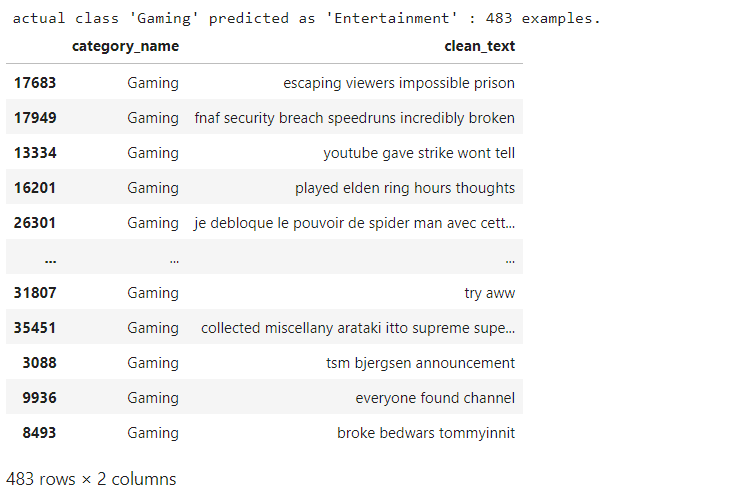 actual class 'Gaming' predicted as 'Entertainment' : 483 examples.
category_name clean_text
17683 Gaming escaping viewers impossible prison
17949 Gaming fnaf security breach speedruns incredibly broken
13334 Gaming youtube gave strike wont tell
16201 Gaming played elden ring hours thoughts
26301 Gaming je debloque le pouvoir de spider man avec cett...
... ... ...
31807 Gaming try aww
35451 Gaming collected miscellany arataki itto supreme supe...
3088 Gaming tsm bjergsen announcement
9936 Gaming everyone found channel
8493 Gaming broke bedwars tommyinnit
483 rows × 2 columns